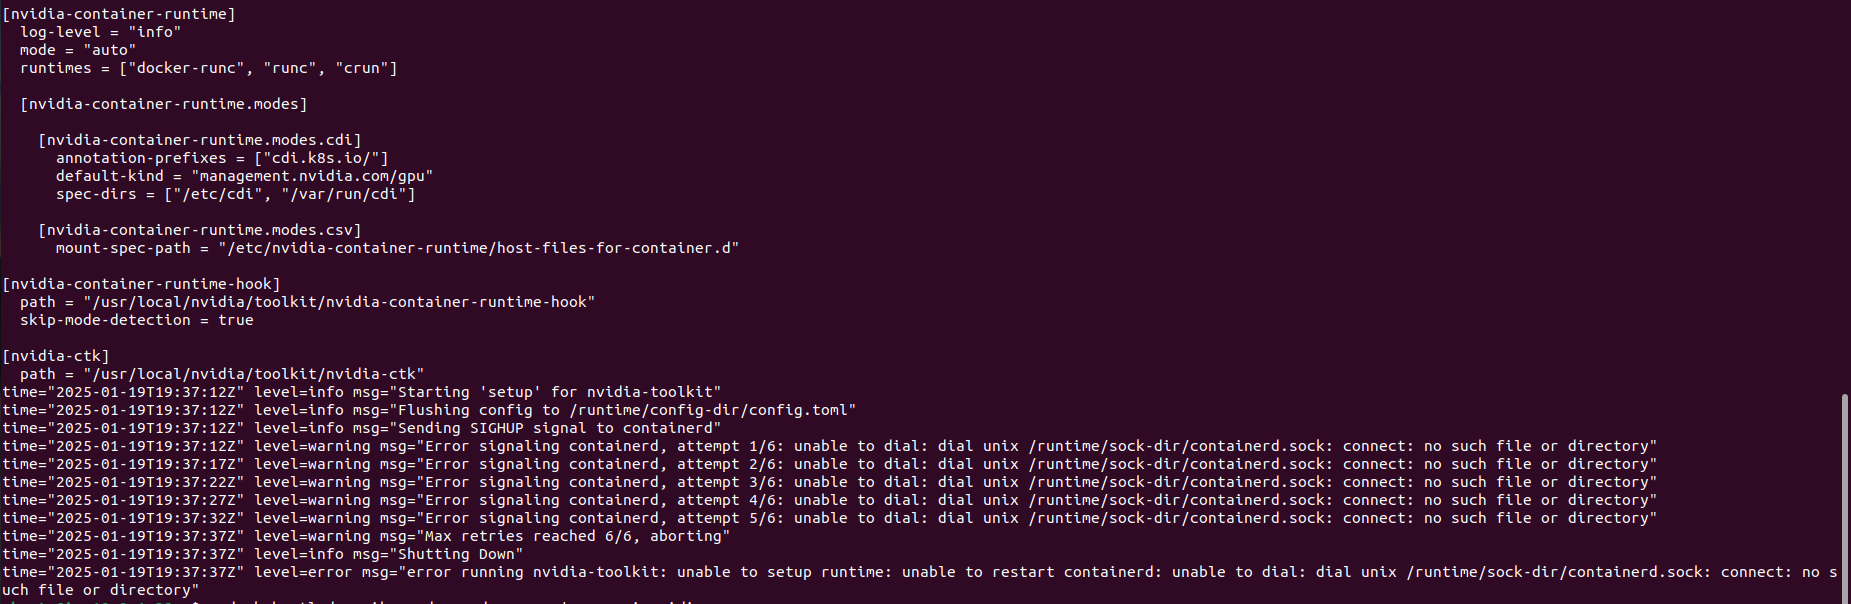 [nvidia-container-runtime]
  log-level = "info"
  mode = "auto"
  runtimes = ["docker-runc", "runc", "crun"]

  [nvidia-container-runtime.modes]

    [nvidia-container-runtime.modes.cdi]
      annotation-prefixes = ["cdi.k8s.io/"]
      default-kind = "management.nvidia.com/gpu"
      spec-dirs = ["/etc/cdi", "/var/run/cdi"]

    [nvidia-container-runtime.modes.csv]
      mount-spec-path = "/etc/nvidia-container-runtime/host-files-for-container.d"

[nvidia-container-runtime-hook]
  path = "/usr/local/nvidia/toolkit/nvidia-container-runtime-hook"
  skip-mode-detection = true

[nvidia-ctk]
  path = "/usr/local/nvidia/toolkit/nvidia-ctk"
time="2025-01-19T19:37:12Z" level=info msg="Starting 'setup' for nvidia-toolkit"
time="2025-01-19T19:37:12Z" level=info msg="Flushing config to /runtime/config-dir/config.toml"
time="2025-01-19T19:37:12Z" level=info msg="Sending SIGHUP signal to containerd"
time="2025-01-19T19:37:12Z" level=warning msg="Error signaling containerd, attempt 1/6: unable to dial: dial unix /runtime/sock-dir/containerd.sock: connect: no such file or directory"
time="2025-01-19T19:37:17Z" level=warning msg="Error signaling containerd, attempt 2/6: unable to dial: dial unix /runtime/sock-dir/containerd.sock: connect: no such file or directory"
time="2025-01-19T19:37:22Z" level=warning msg="Error signaling containerd, attempt 3/6: unable to dial: dial unix /runtime/sock-dir/containerd.sock: connect: no such file or directory"
time="2025-01-19T19:37:27Z" level=warning msg="Error signaling containerd, attempt 4/6: unable to dial: dial unix /runtime/sock-dir/containerd.sock: connect: no such file or directory"
time="2025-01-19T19:37:32Z" level=warning msg="Error signaling containerd, attempt 5/6: unable to dial: dial unix /runtime/sock-dir/containerd.sock: connect: no such file or directory"
time="2025-01-19T19:37:37Z" level=warning msg="Max retries reached 6/6, aborting"
time="2025-01-19T19:37:37Z" level=info msg="Shutting Down"
time="2025-01-19T19:37:37Z" level=error msg="error running nvidia-toolkit: unable to setup runtime: unable to restart containerd: unable to dial: dial unix /runtime/sock-dir/containerd.sock: connect: no s
uch file or directory"